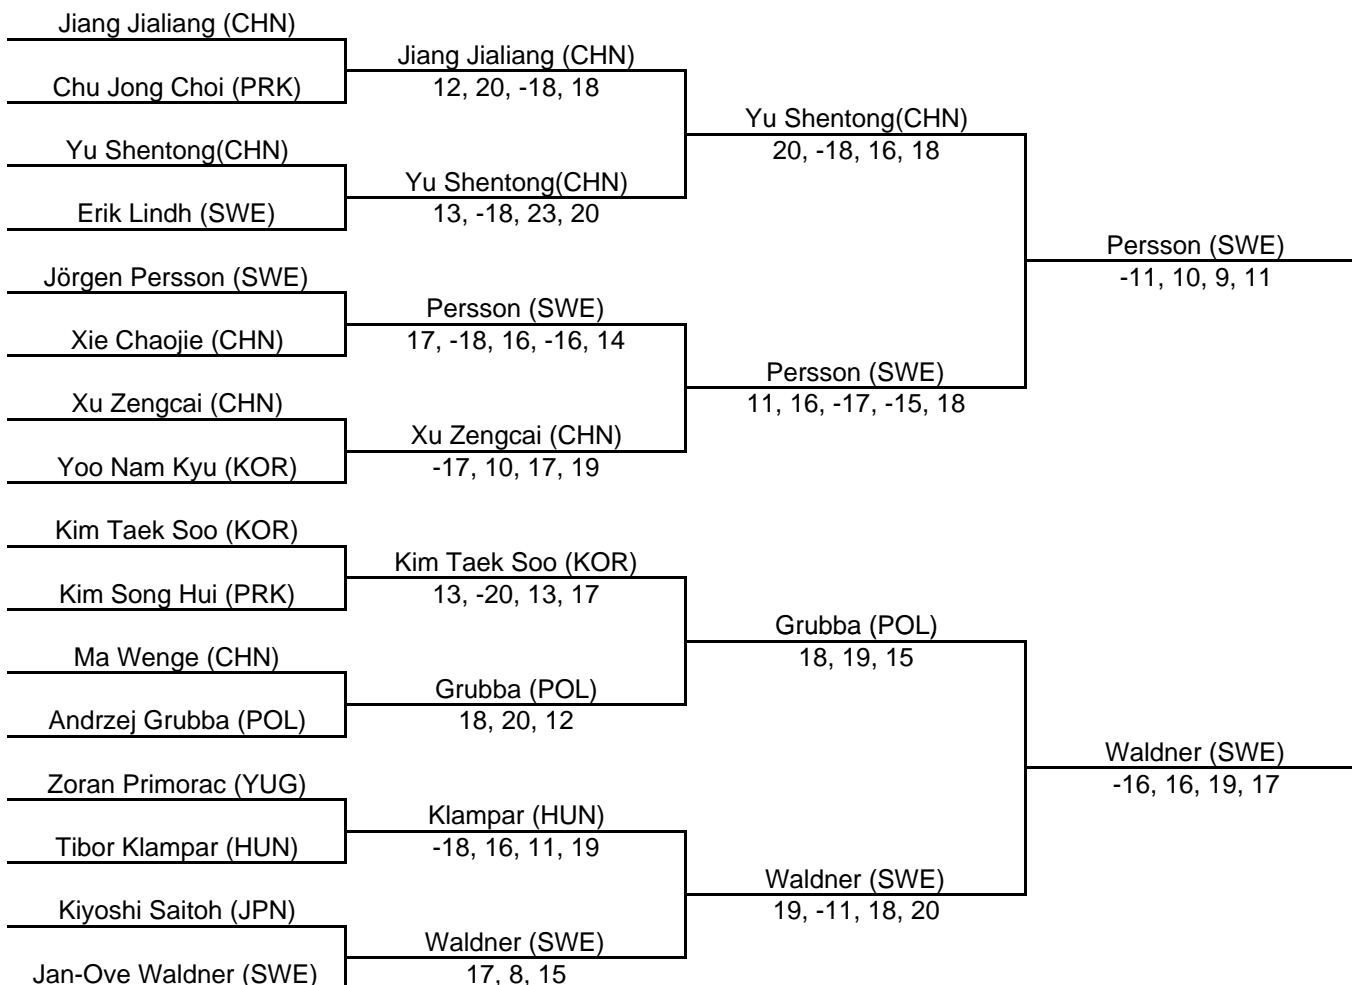 Jiang Jialiang (CHN)
Chu Jong Choi (PRK)
Yu Shentong(CHN)
Erik Lindh (SWE)
Jörgen Persson (SWE)
Xie Chaojie (CHN)
Xu Zengcai (CHN)
Yoo Nam Kyu (KOR)
Kim Taek Soo (KOR)
Kim Song Hui (PRK)
Ma Wenge (CHN)
Andrzej Grubba (POL)
Zoran Primorac (YUG)
Tibor Klampar (HUN)
Kiyoshi Saitoh (JPN)
Jan-Ove Waldner (SWE)
Jiang Jialiang (CHN)
12, 20, -18, 18
Yu Shentong(CHN)
13, -18, 23, 20
Persson (SWE)
17, -18, 16, -16, 14
Xu Zengcai (CHN)
-17, 10, 17, 19
Kim Taek Soo (KOR)
13, -20, 13, 17
Grubba (POL)
18, 20, 12
Klampar (HUN)
-18, 16, 11, 19
Waldner (SWE)
17, 8, 15
Yu Shentong(CHN)
20, -18, 16, 18
Persson (SWE)
11, 16, -17, -15, 18
Grubba (POL)
18, 19, 15
Waldner (SWE)
19, -11, 18, 20
Persson (SWE)
-11, 10, 9, 11
Waldner (SWE)
-16, 16, 19, 17